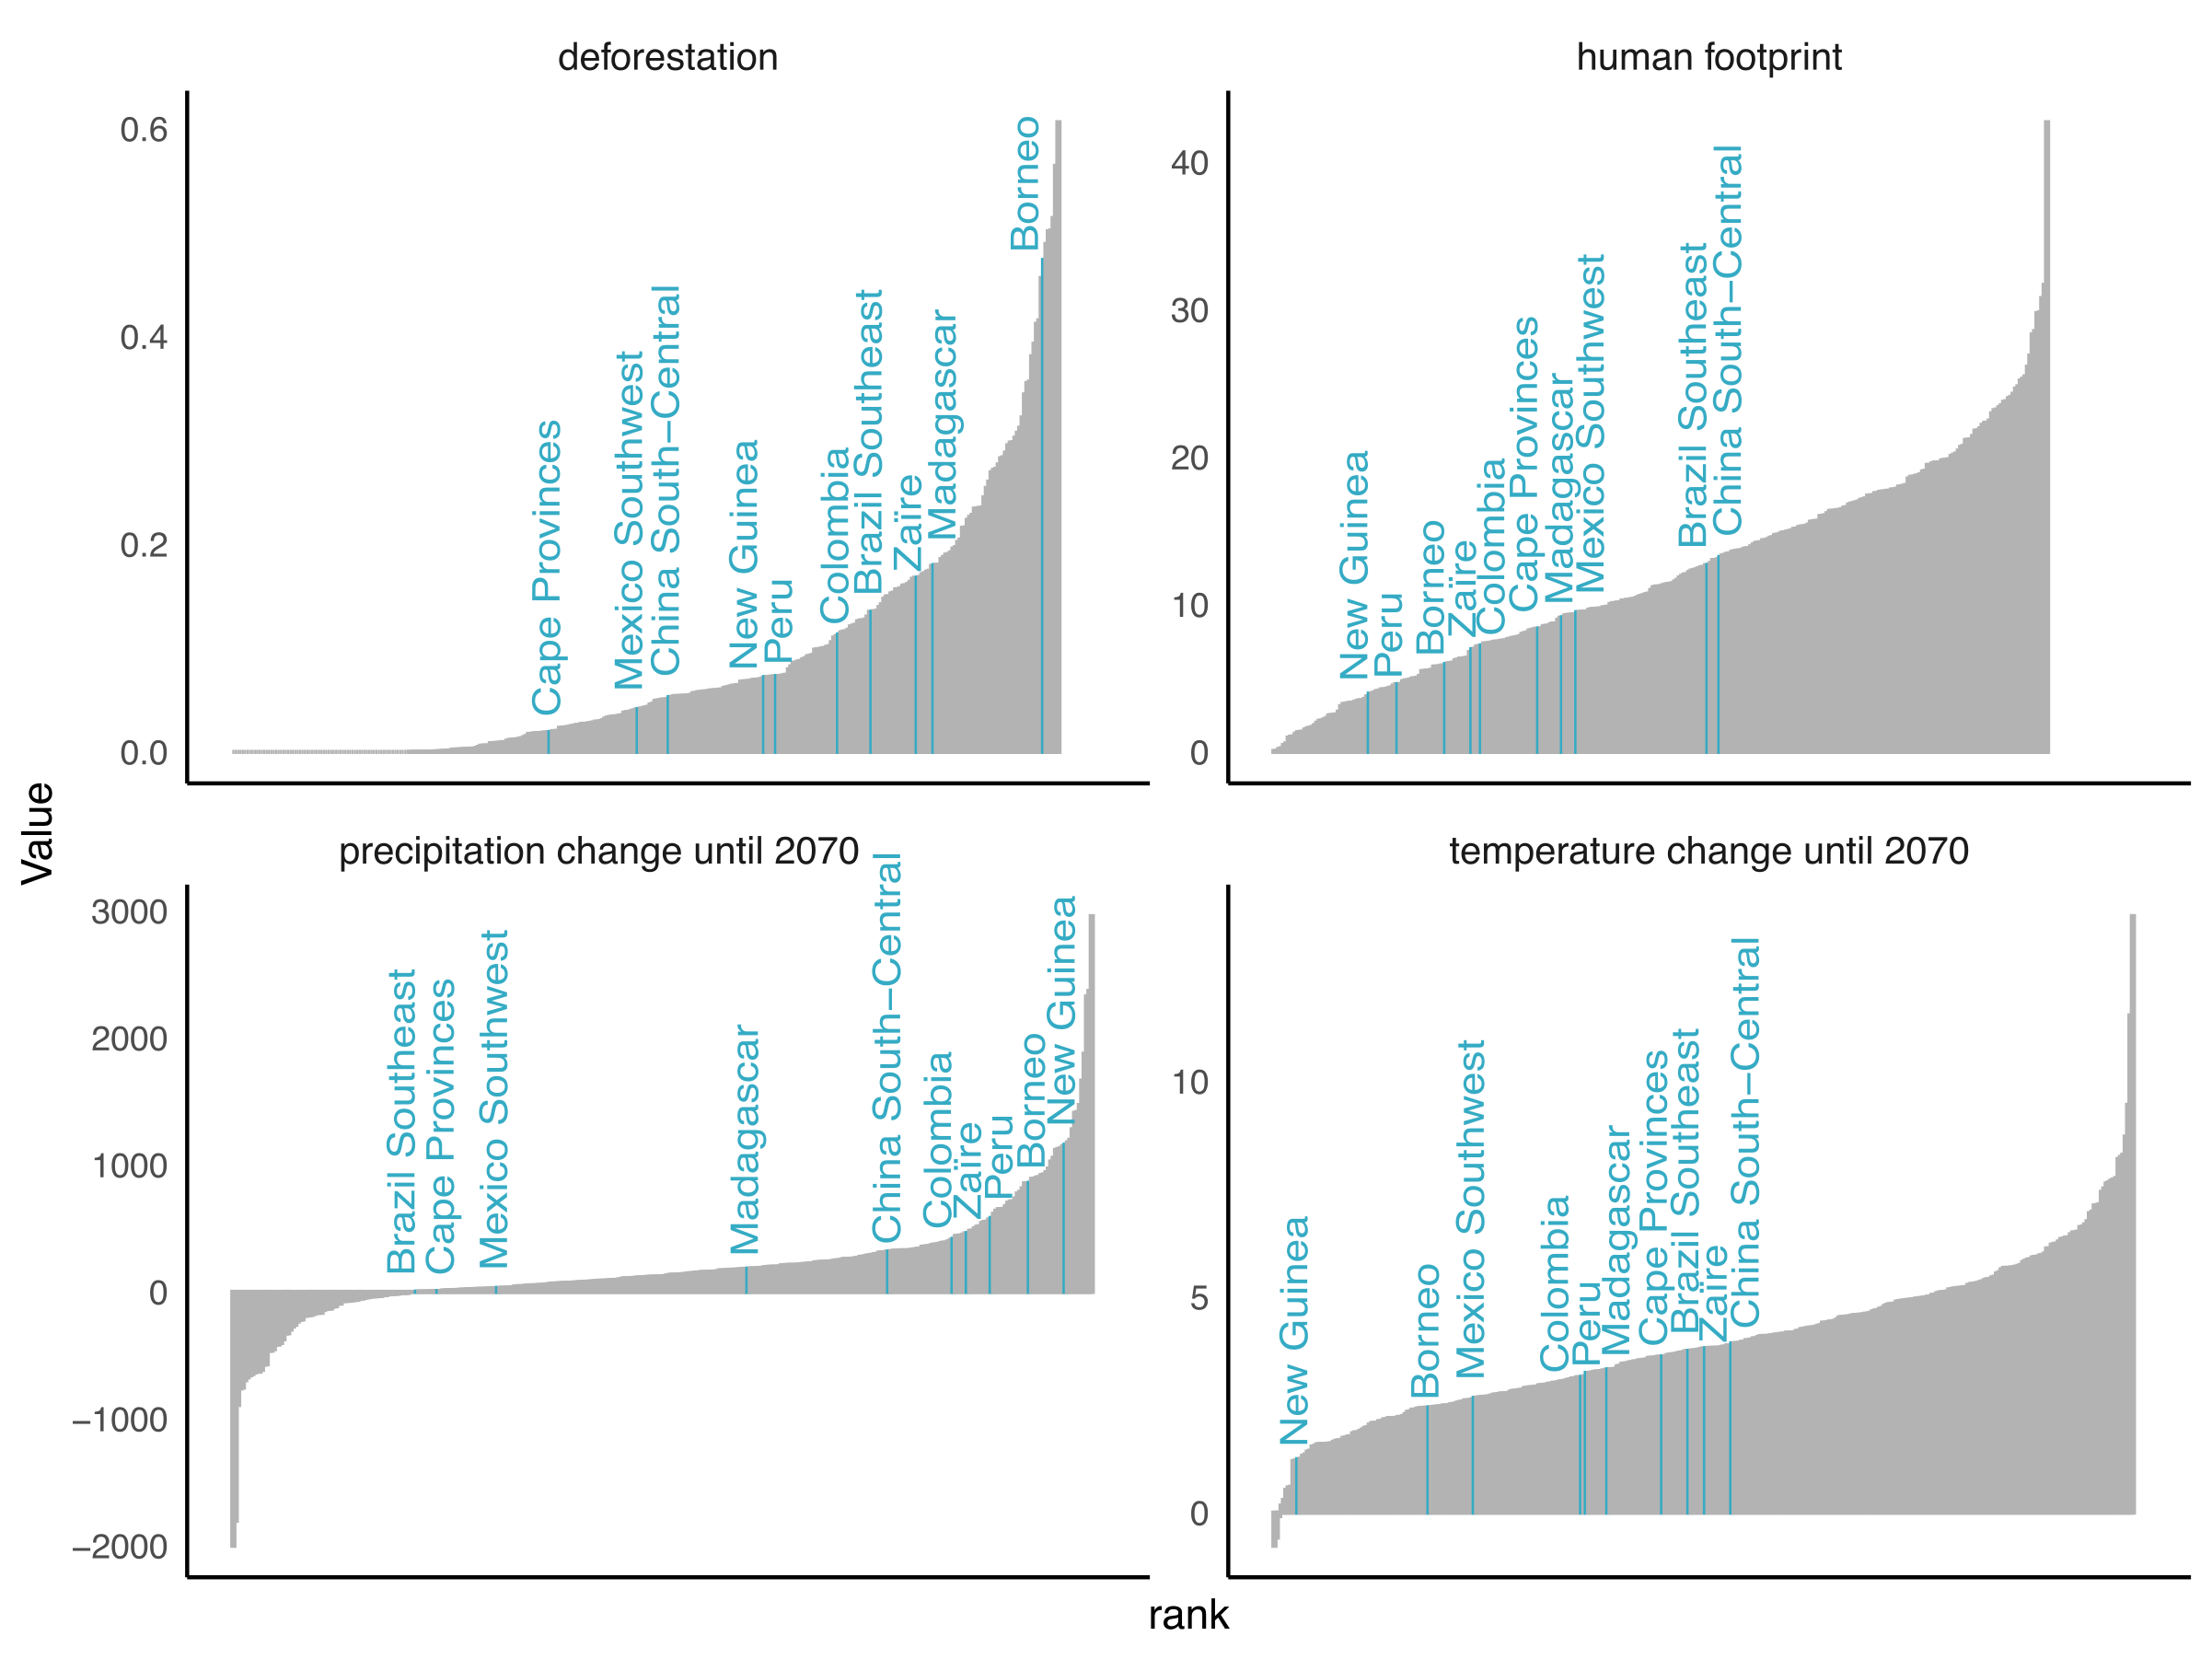 deforestation
0.6
0.4
0.2
0.0
Cape Provinces
Mexico Southwest
China South−Central
New Guinea
Peru
Colombia
Brazil Southeast
Zaïre
Madagascar
Borneo
human footprint
40
30
20
10
0
New Guinea
Peru
Borneo
Zaïre
Colombia
Cape Provinces
Madagascar
Mexico Southwest
Brazil Southeast
China South−Central
Value
precipitation change until 2070
3000
2000
1000
0
−1000
−2000
Brazil Southeast
Cape Provinces
Mexico Southwest
Madagascar
China South−Central
Colombia
Zaïre
Peru
Borneo
New Guinea
temperature change until 2070
10
5
0
New Guinea
Borneo
Mexico Southwest
Colombia
Peru
Madagascar
Cape Provinces
Brazil Southeast
Zaïre
China South−Central
rank